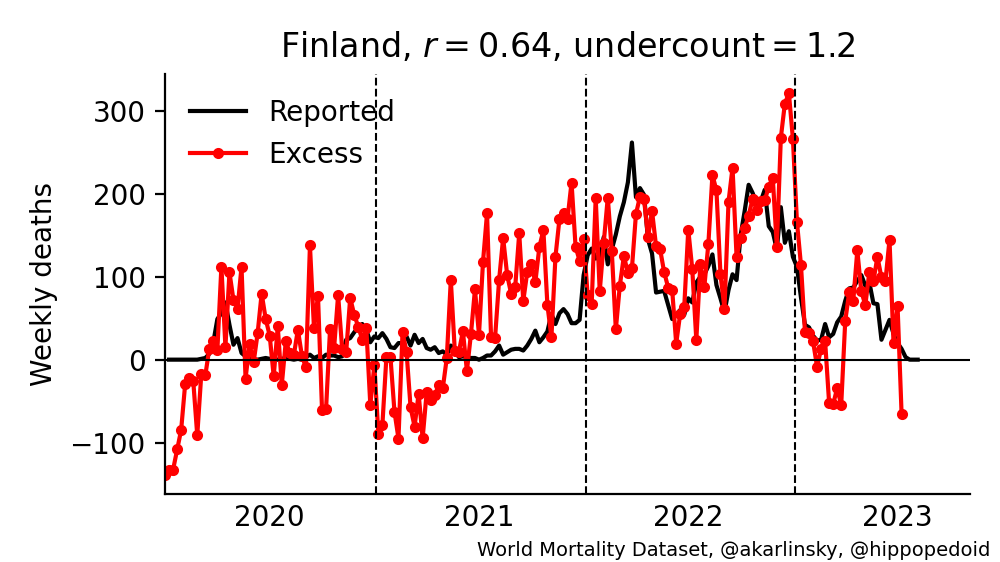 Finland, r = 0.64, undercount = 1.2
Weekly deaths
300
200
100
0
−100
Reported
Excess
2020
2021
2022
2023
World Mortality Dataset, @akarlinsky, @hippopedoid